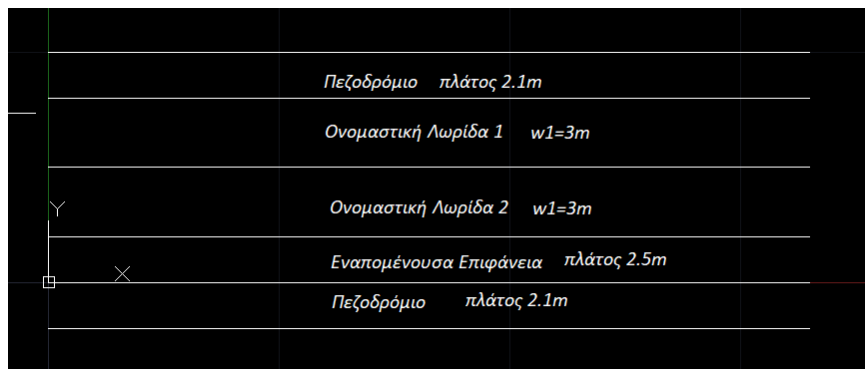 Πεζοδρόμιο πλάτος 2.1m
Ονομαστική Λωρίδα 1 w1=3m
Y
Ονομαστική Λωρίδα 2 w1=3m
Εναπομένουσα Επιφάνεια πλάτος 2.5m
X
Πεζοδρόμιο πλάτος 2.1m